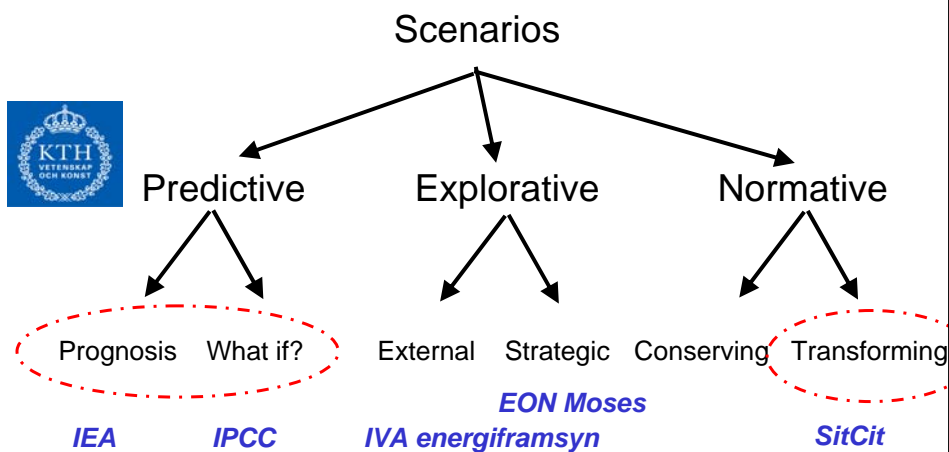 Scenarios
KTH
VETENSKAP
OCH KONST
Predictive Explorative Normative
Prognosis What if? External Strategic Conserving Transforming
EON Moses
IEA IPCC IVA energiframsyn SitCit